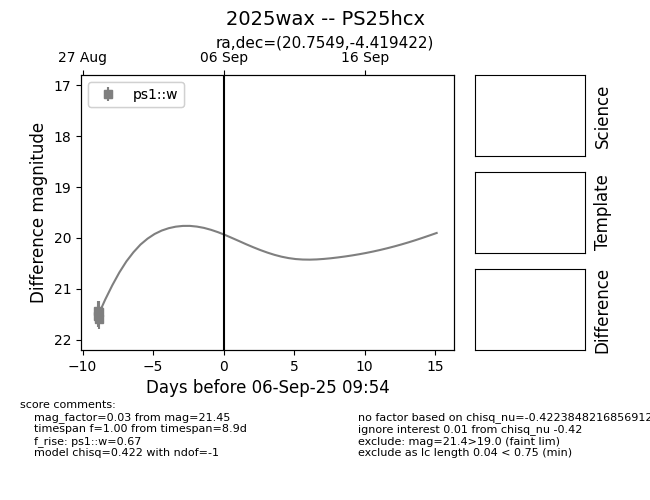 2025wax -- PS25hcx
ra,dec=(20.7549,-4.419422)
27 Aug 06 Sep 16 Sep
17
18
19
20
21
22
ps1::w
Difference magnitude
−10 −5 0 5 10 15
Days before 06-Sep-25 09:54
Science
Template
Difference
score comments:
mag_factor=0.03 from mag=21.45
timespan f=1.00 from timespan=8.9d
f_rise: ps1::w=0.67
model chisq=0.422 with ndof=-1
no factor based on chisq_nu=-0.4223848216856912
ignore interest 0.01 from chisq_nu -0.42
exclude: mag=21.4>19.0 (faint lim)
exclude as lc length 0.04 < 0.75 (min)